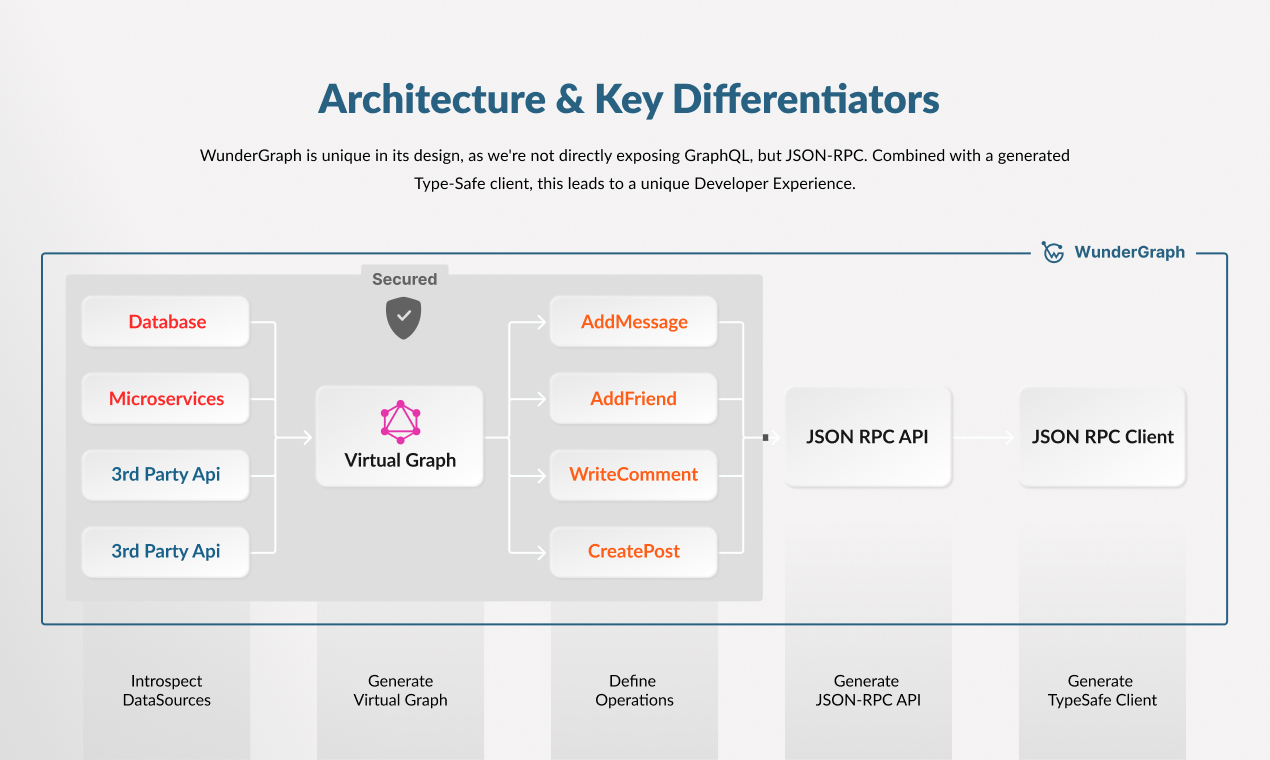 Architecture & Key Differentiators
WunderGraph is unique in its design, as we're not directly exposing GraphQL, but JSON-RPC. Combined with a generated
Type-Safe client, this leads to a unique Developer Experience.
WunderGraph
Secured
Database
Microservices
3rd Party Api
3rd Party Api
Virtual Graph
AddMessage
AddFriend
WriteComment
CreatePost
JSON RPC API
JSON RPC Client
Introspect
DataSources
Generate
Virtual Graph
Define
Operations
Generate
JSON-RPC API
Generate
TypeSafe Client